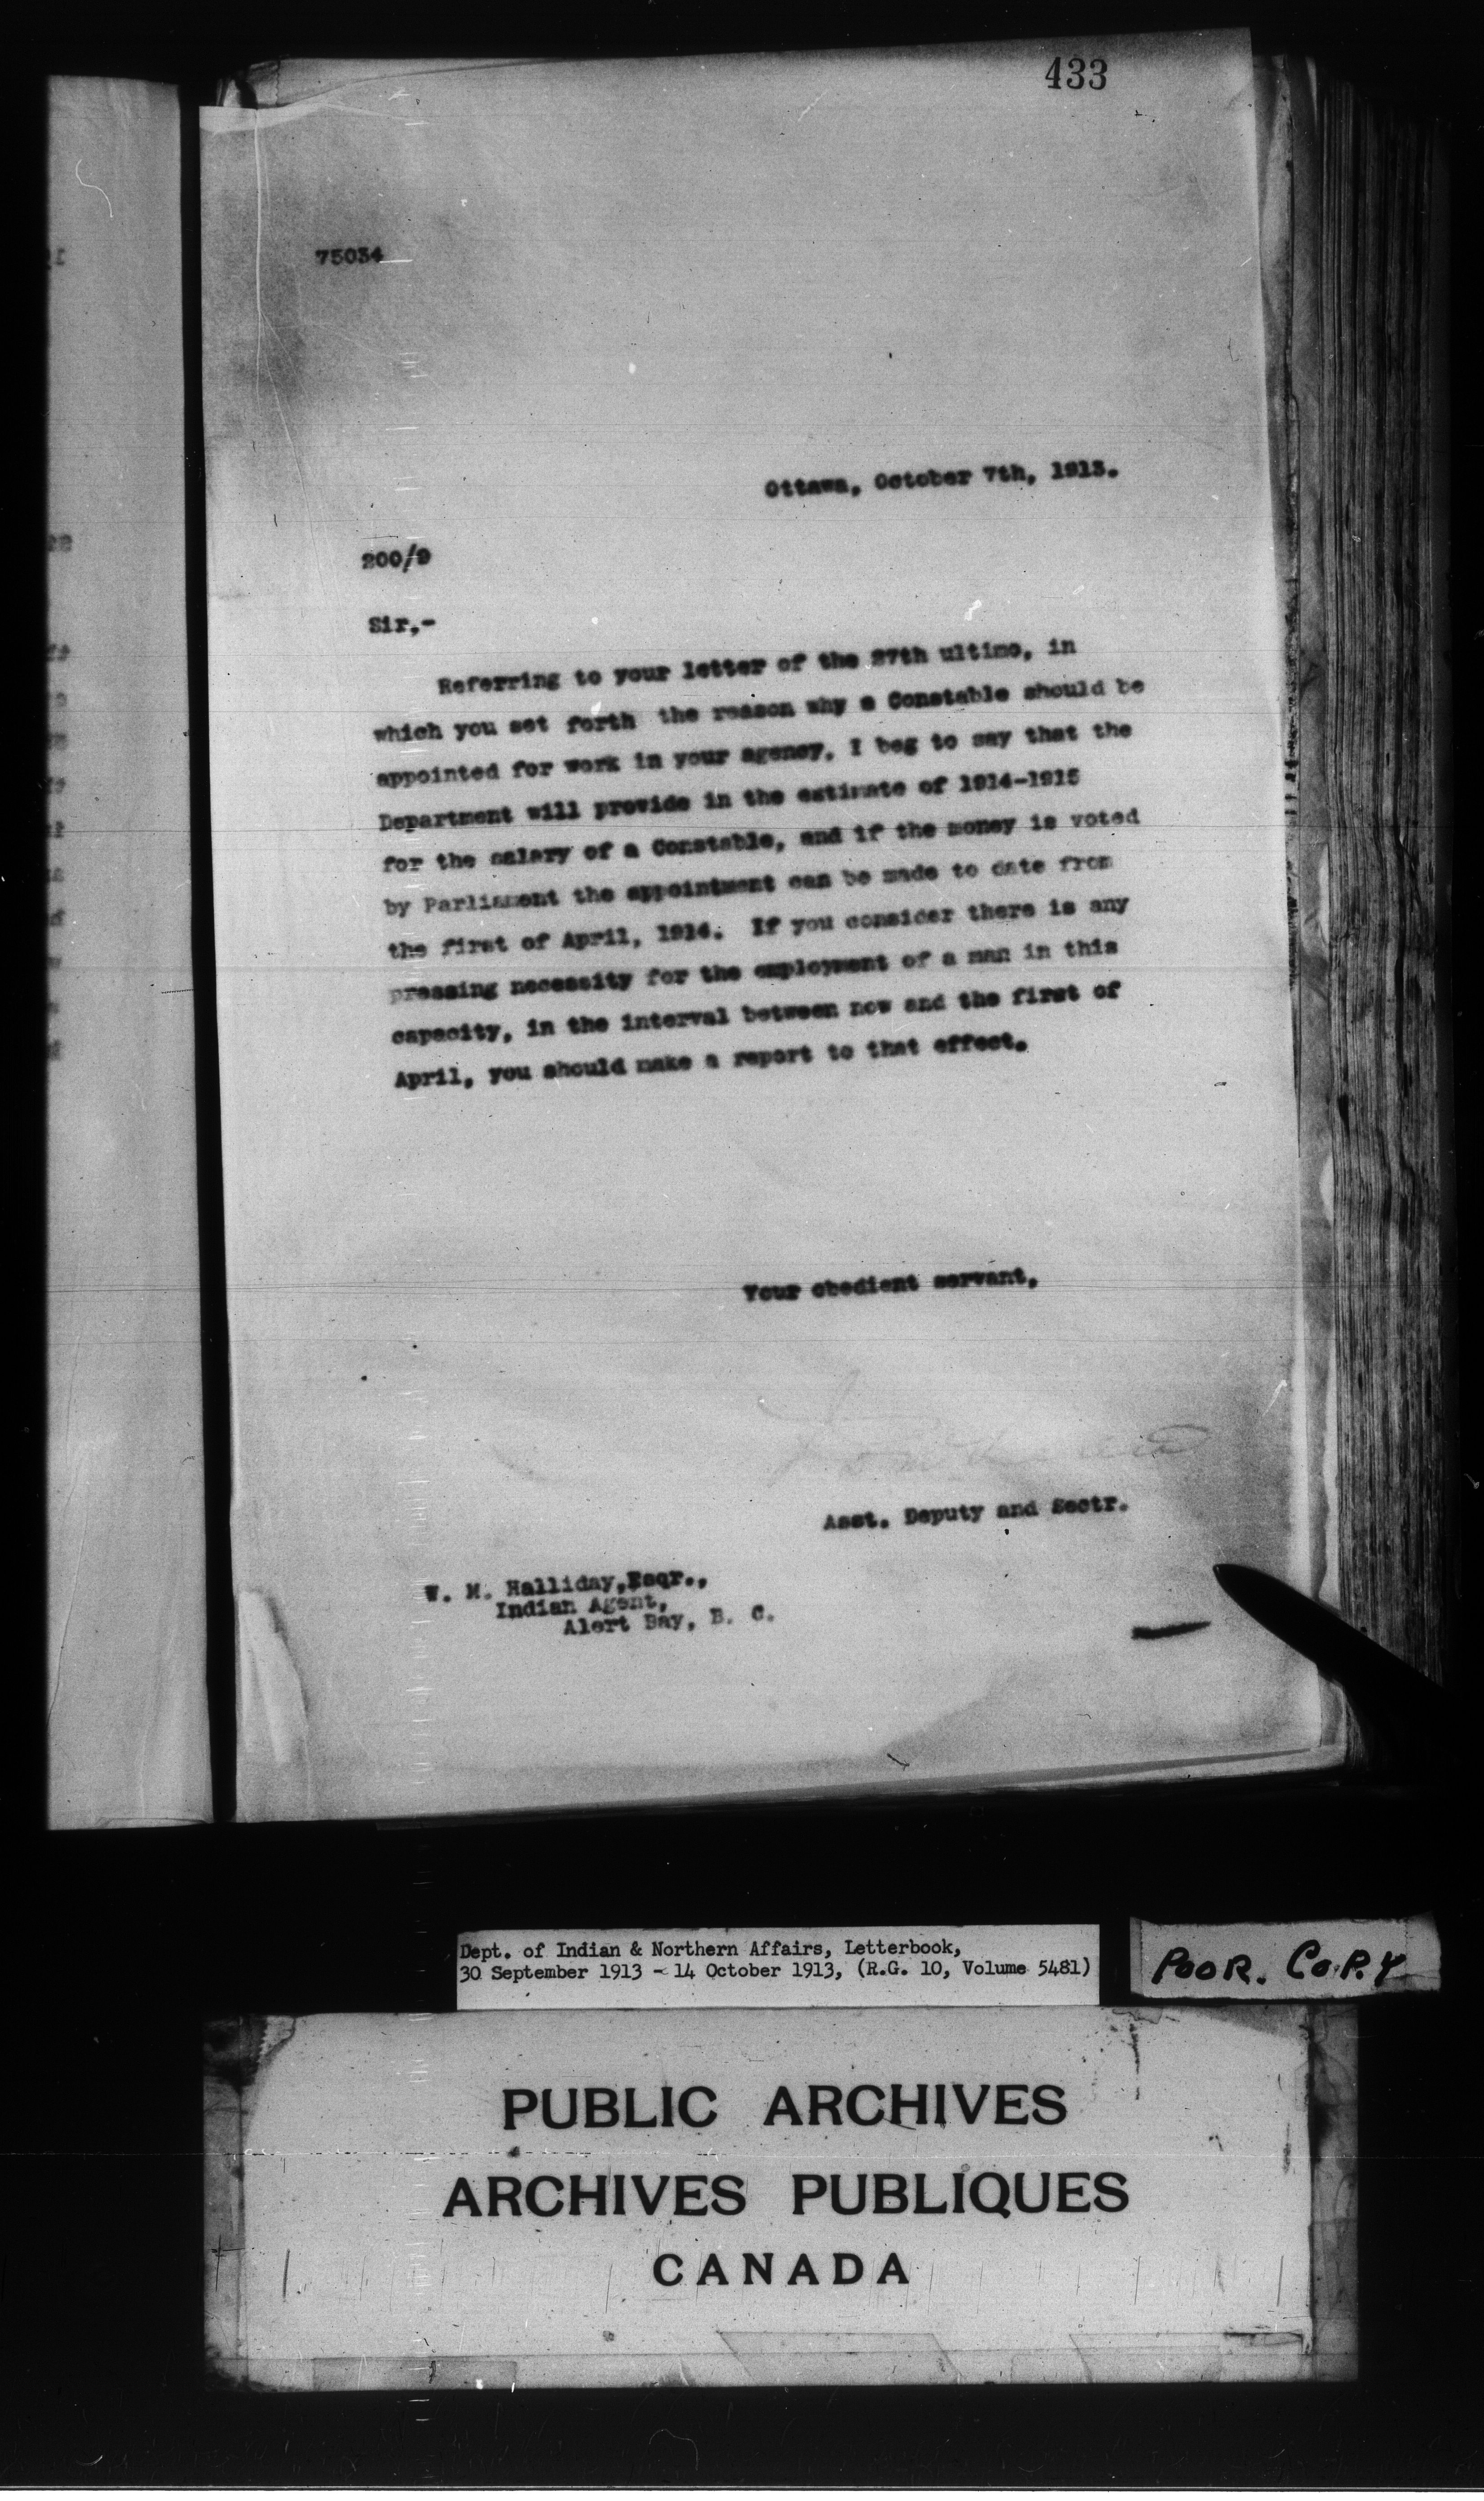 433
75034
Ottawa, October 7th, 1913.
200/9
Sir,-
Referring to your letter of the 27th ultimo, in
which you set forth the reason why a Constable should be
appointed for work in your agency, I beg to say that the
Department will provide in the estimate of 1914-1915
for the salary of a Constable, and if the money is voted
by Parliament the appointment can be made to date from
the first of April, 1914. If you consider there is any
pressing necessity for the employment of a man in this
capacity, in the interval between now and the first of
April, you should make a report to that effect.
Your obedient servant,
Asst. Deputy and Sectr.
W. M. Halliday,Esqr.,
Indian Agent,
Alert Bay, B. C.
Dept. of Indian & Northern Affairs, Letterbook,
30 September 1913 - 14 October 1913, (R.G. 10, Volume 5481)
POOR. COPY
PUBLIC ARCHIVES
ARCHIVES PUBLIQUES
CANADA